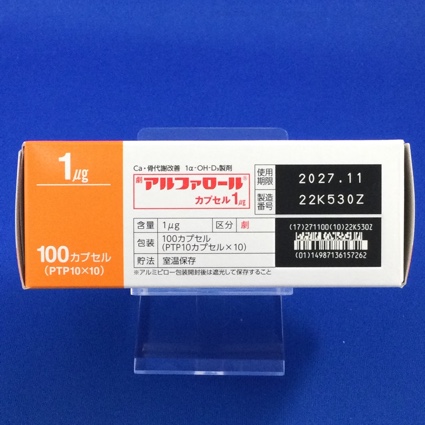 1μg
100カプセル
(PTP10×10)
Ca・骨代謝改善 1α-OH-D₃製剤
劇 アルファロール®
カプセル1μg
使用期限 2027.11
製造番号 22K530Z
含量 1μg 区分 劇
包装 100カプセル
(PTP10カプセル×10)
貯法 室温保存
※アルミピロー包装開封後は遮光して保存すること
(17)271100(10)22K530Z
(01)14987136157262